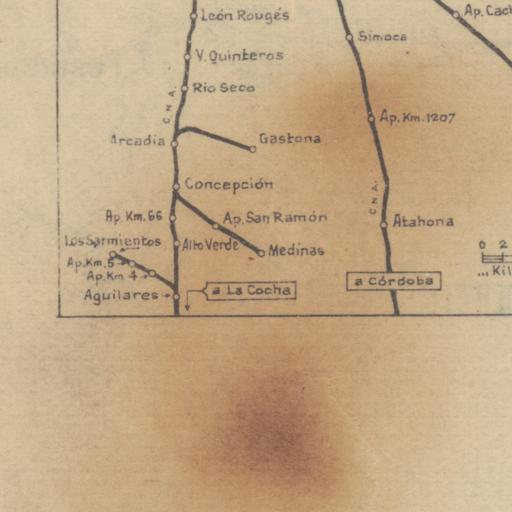 León Rougés
Ap. Cach
Simoca
V. Quinteros
Rio Seco
C.N.A.
Ap. Km. 1207
Arcadia
Gastona
Concepción
C.N.A.
Ap. Km. 66
Ap. San Ramón
Atahona
Los Sarmientos
Alto Verde
Medinas
0 2
Ap. Km. 5
... Kil
Ap. Km 4
a Córdoba
Aguilares
a La Cocha